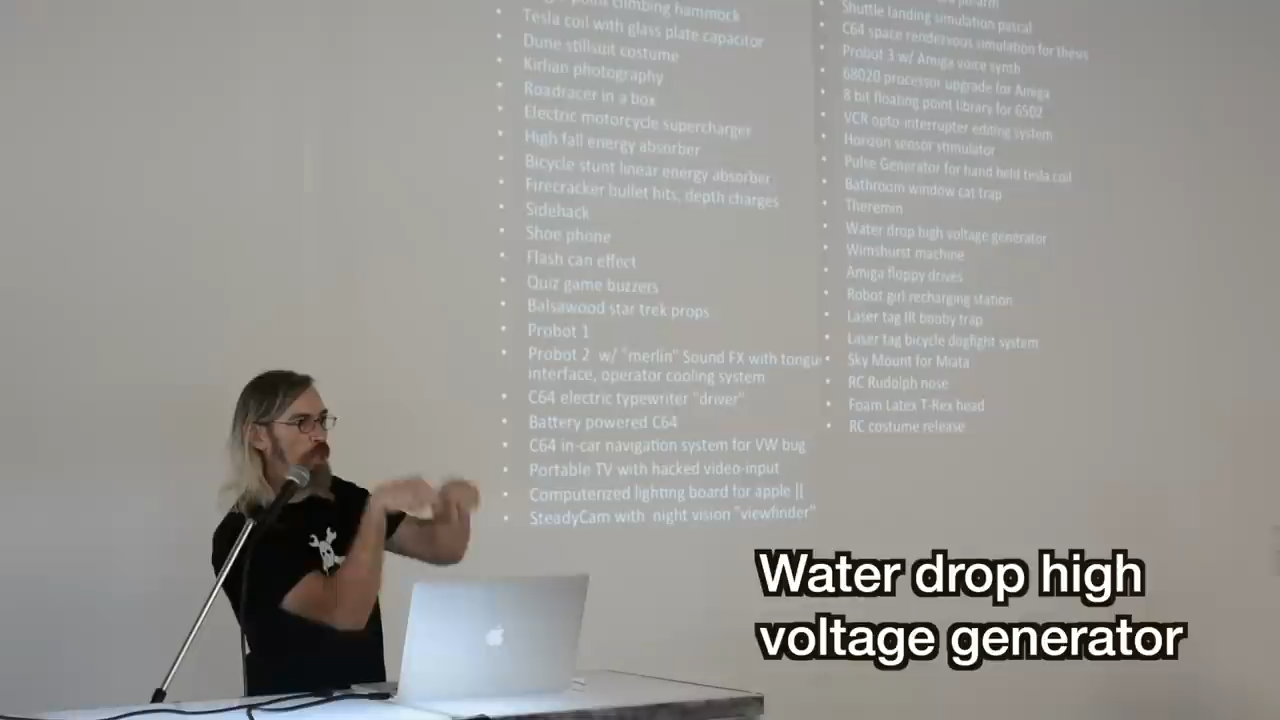 climbing hammock
Tesla coil with glass plate capacitor
Dune stillsuit costume
Kirlian photography
Roadracer in a box
Electric motorcycle supercharger
High fall energy absorber
Bicycle stunt linear energy absorber
Firecracker bullet hits, depth charges
Sidehack
Shoe phone
Flash can effect
Quiz game buzzers
Balsawood star trek props
Probot 1
Probot 2 w/ "merlin" Sound FX with tongue
interface, operator cooling system
C64 electric typewriter "driver"
Battery powered C64
C64 in-car navigation system for VW bug
Portable TV with hacked video-input
Computerized lighting board for apple ||
SteadyCam with night vision "viewfinder"
Shuttle landing simulation pascal
C64 space rendezvous simulation for thews
Probot 3 w/ Amiga voice synth
68020 processor upgrade for Amiga
8 bit floating point library for 6502
VCR opto-interrupter editing system
Horizon sensor stimulator
Pulse Generator for hand held tesla coil
Bathroom window cat trap
Theremin
Water drop high voltage generator
Wimshurst machine
Amiga floppy drives
Robot girl recharging station
Laser tag IR booby trap
Laser tag bicycle dogfight system
Sky Mount for Miata
RC Rudolph nose
Foam Latex T-Rex head
RC costume release
Water drop high
voltage generator